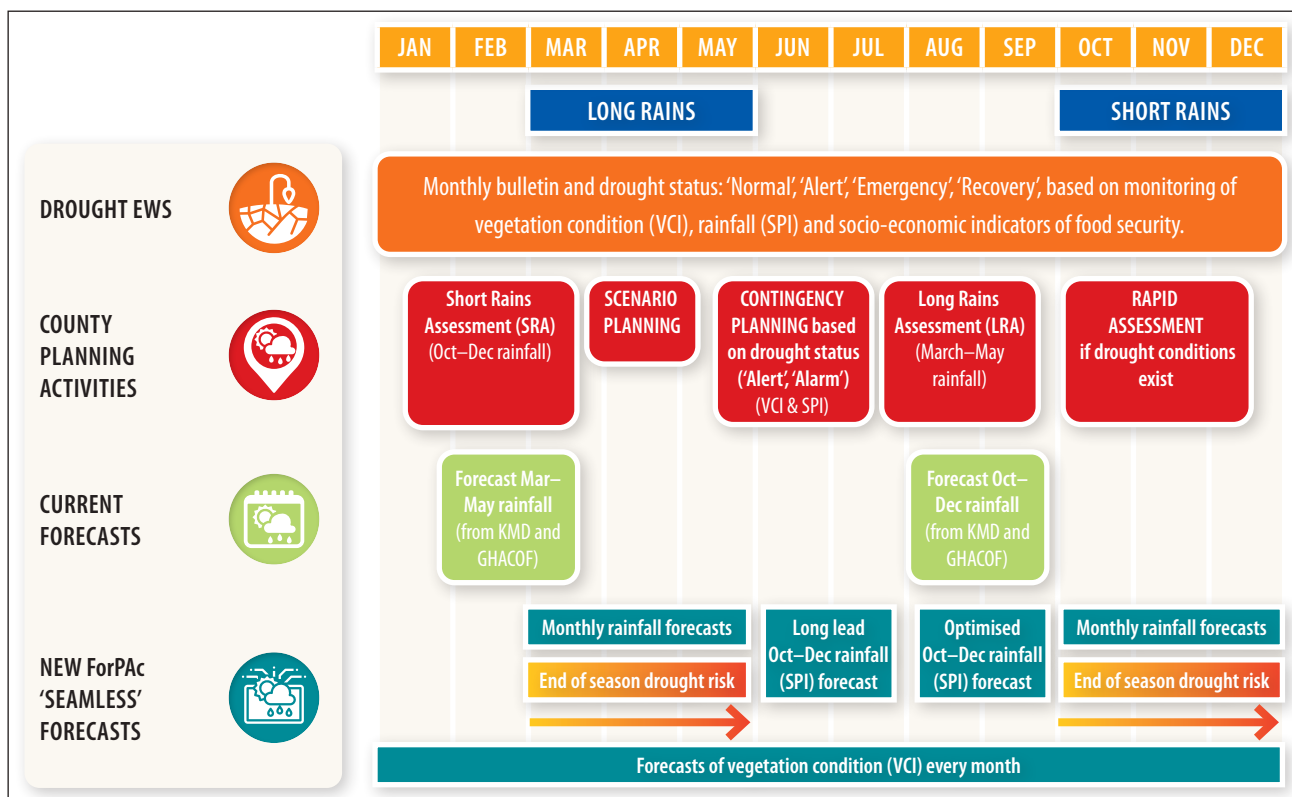 JAN FEB MAR APR MAY JUN JUL AUG SEP OCT NOV DEC
LONG RAINS
SHORT RAINS
DROUGHT EWS
Monthly bulletin and drought status: ‘Normal’, ‘Alert’, ‘Emergency’, ‘Recovery’, based on monitoring of
vegetation condition (VCI), rainfall (SPI) and socio-economic indicators of food security.
COUNTY
PLANNING
ACTIVITIES
Short Rains
Assessment (SRA)
(Oct–Dec rainfall)
SCENARIO
PLANNING
CONTINGENCY
PLANNING based
on drought status
(‘Alert’, ‘Alarm’)
(VCI & SPI)
Long Rains
Assessment (LRA)
(March–May
rainfall)
RAPID
ASSESSMENT
if drought conditions
exist
CURRENT
FORECASTS
Forecast Mar–
May rainfall
(from KMD and
GHACOF)
Forecast Oct–
Dec rainfall
(from KMD and
GHACOF)
NEW ForPAc
‘SEAMLESS’
FORECASTS
Monthly rainfall forecasts
End of season drought risk
Long lead
Oct–Dec rainfall
(SPI) forecast
Optimised
Oct–Dec rainfall
(SPI) forecast
Monthly rainfall forecasts
End of season drought risk
Forecasts of vegetation condition (VCI) every month